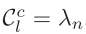 $\mathcal{C}_l^c = \lambda_n$